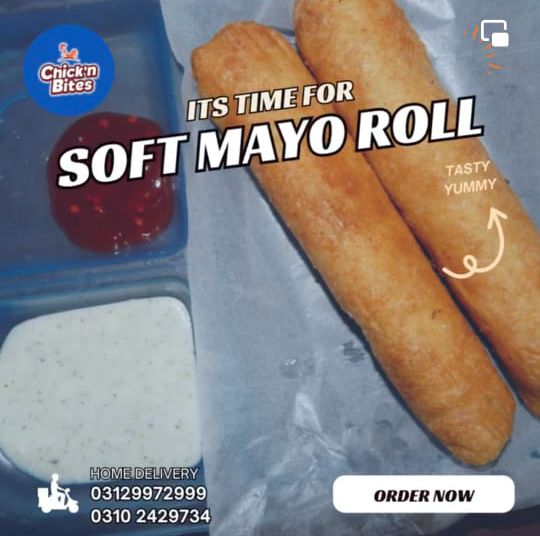 Chick'n
Bites
ITS TIME FOR
SOFT MAYO ROLL
TASTY
YUMMY
HOME DELIVERY
03129972999
0310 2429734
ORDER NOW